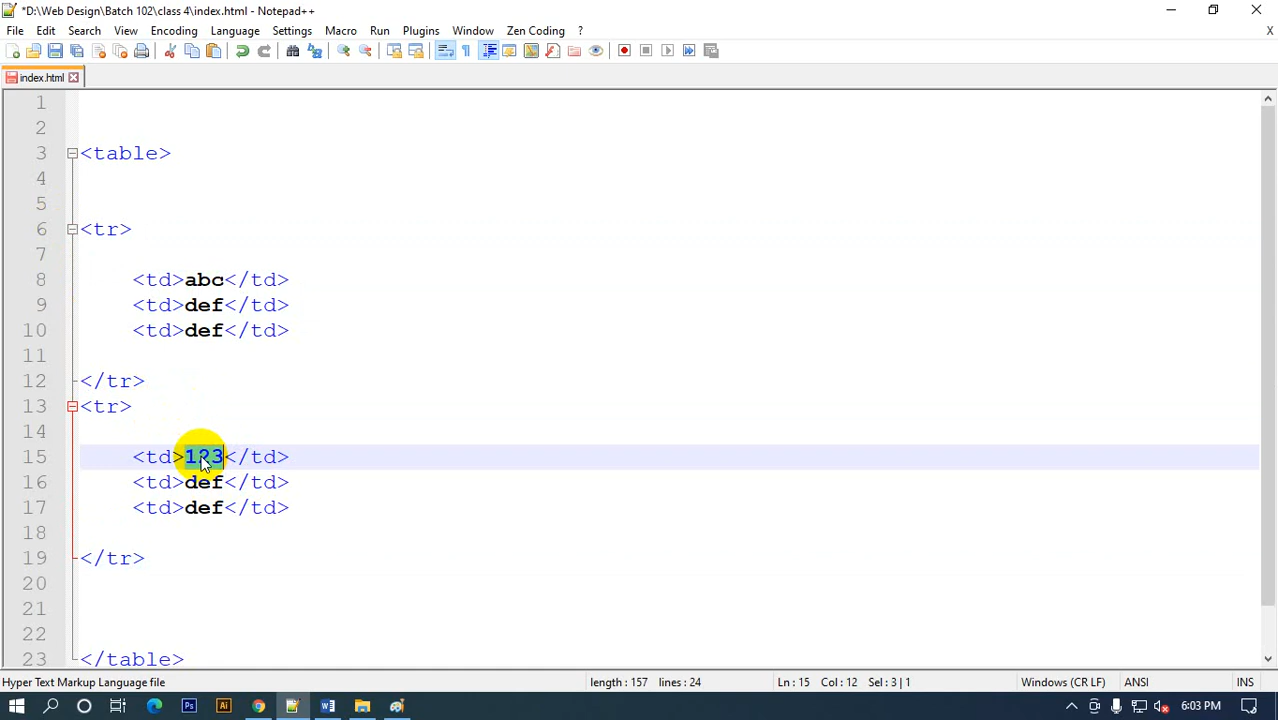 *D:\Web Design\Batch 102\class 4\index.html - Notepad++
File Edit Search View Encoding Language Settings Macro Run Plugins Window Zen Coding ? X
index.html
1
2
3 <table>
4
5
6 <tr>
7
8 <td>abc</td>
9 <td>def</td>
10 <td>def</td>
11
12 </tr>
13 <tr>
14
15 <td>123</td>
16 <td>def</td>
17 <td>def</td>
18
19 </tr>
20
21
22
23 </table>
Hyper Text Markup Language file length : 157 lines : 24 Ln : 15 Col : 12 Sel : 3 | 1 Windows (CR LF) ANSI INS
Ps Ai W 6:03 PM